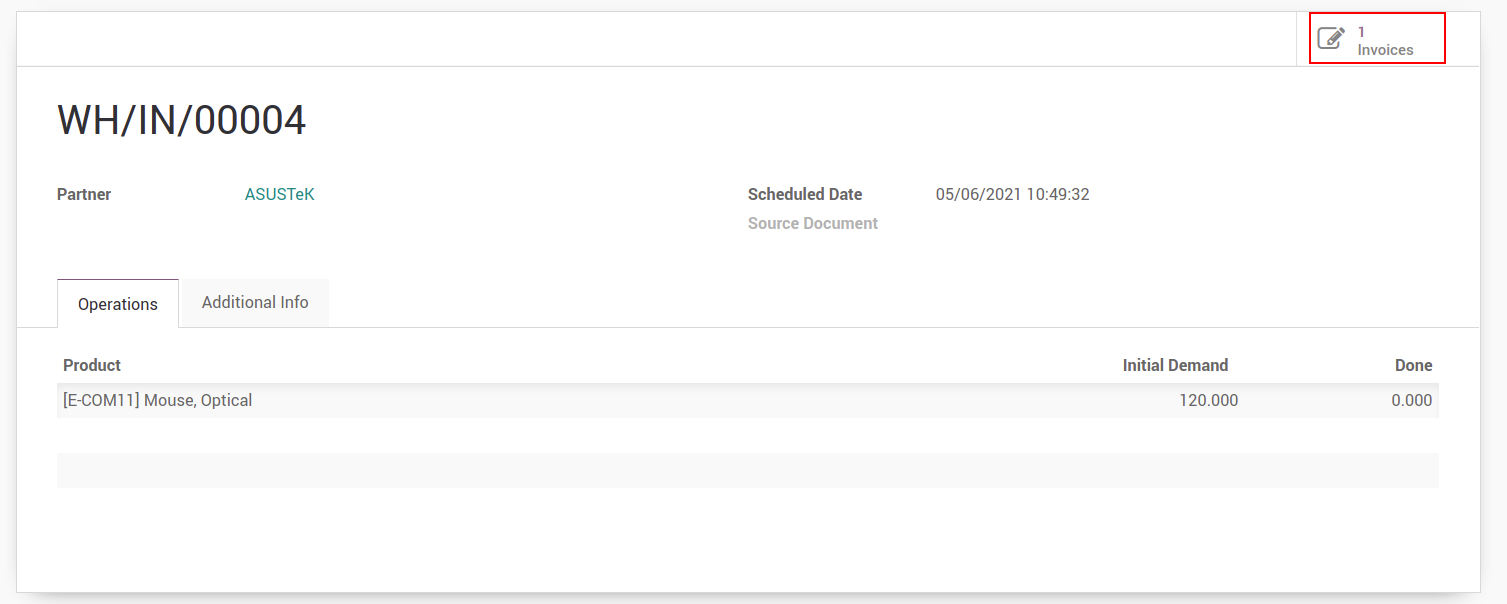 1
Invoices
WH/IN/00004
Partner ASUSTeK Scheduled Date 05/06/2021 10:49:32
Source Document
Operations Additional Info
Product Initial Demand Done
[E-COM11] Mouse, Optical 120.000 0.000